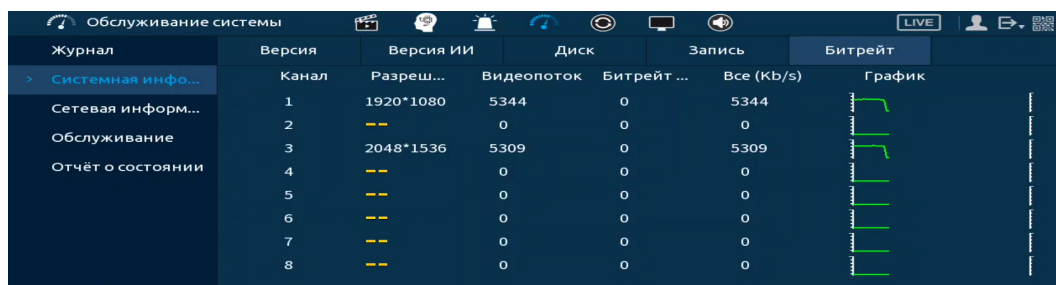 Обслуживание системы LIVE
Журнал Версия Версия ИИ Диск Запись Битрейт
> Системная инфо... Канал Разреш... Видеопоток Битрейт ... Все (Kb/s) График
Сетевая информ... 1 1920*1080 5344 0 5344
2 -- 0 0 0
Обслуживание 3 2048*1536 5309 0 5309
Отчёт о состоянии 4 -- 0 0 0
5 -- 0 0 0
6 -- 0 0 0
7 -- 0 0 0
8 -- 0 0 0